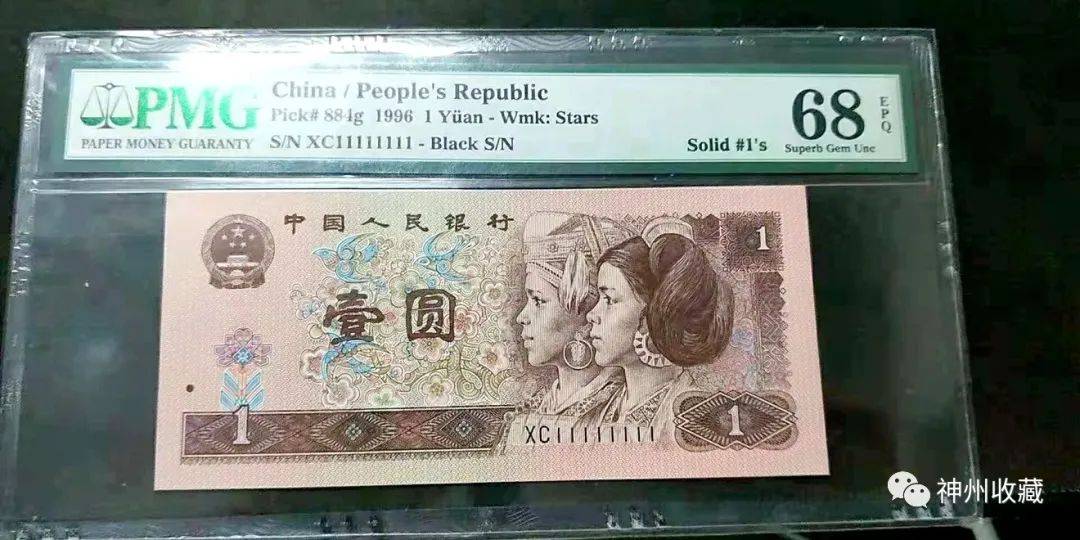 PMG
PAPER MONEY GUARANTY
China / People's Republic
Pick# 884g 1996 1 Yüan - Wmk: Stars
S/N XC11111111 - Black S/N
Solid #1's
68
EPQ
Superb Gem Unc
中国人民银行
1
壹圆
1
XC11111111
1
神州收藏